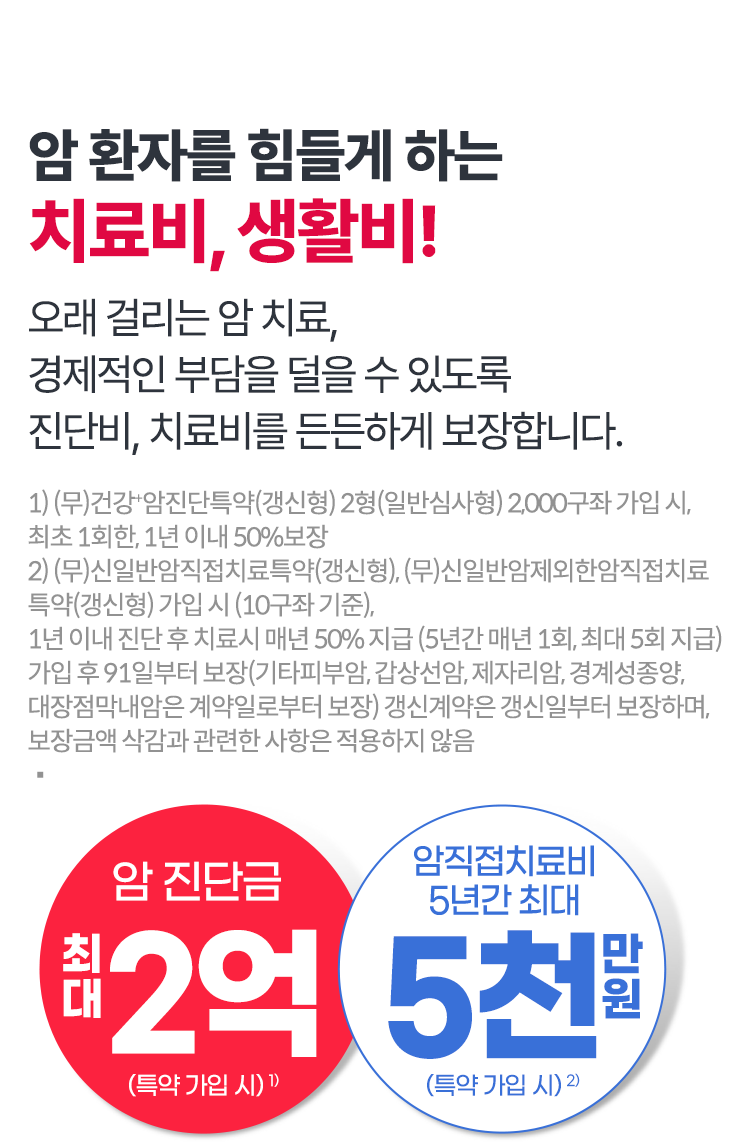 암 환자를 힘들게 하는
치료비, 생활비!
오래 걸리는 암 치료,
경제적인 부담을 덜을 수 있도록
진단비, 치료비를 든든하게 보장합니다.
1) (무)건강⁺암진단특약(갱신형) 2형(일반심사형) 2,000구좌 가입 시,
최초 1회한, 1년 이내 50%보장
2) (무)신일반암직접치료특약(갱신형), (무)신일반암제외한암직접치료
특약(갱신형) 가입 시 (10구좌 기준),
1년 이내 진단 후 치료시 매년 50% 지급 (5년간 매년 1회, 최대 5회 지급)
가입 후 91일부터 보장(기타피부암, 갑상선암, 제자리암, 경계성종양,
대장점막내암은 계약일로부터 보장) 갱신계약은 갱신일부터 보장하며,
보장금액 삭감과 관련한 사항은 적용하지 않음
암 진단금
최대 2억
(특약 가입 시) 1)
암직접치료비
5년간 최대
5천만원
(특약 가입 시) 2)